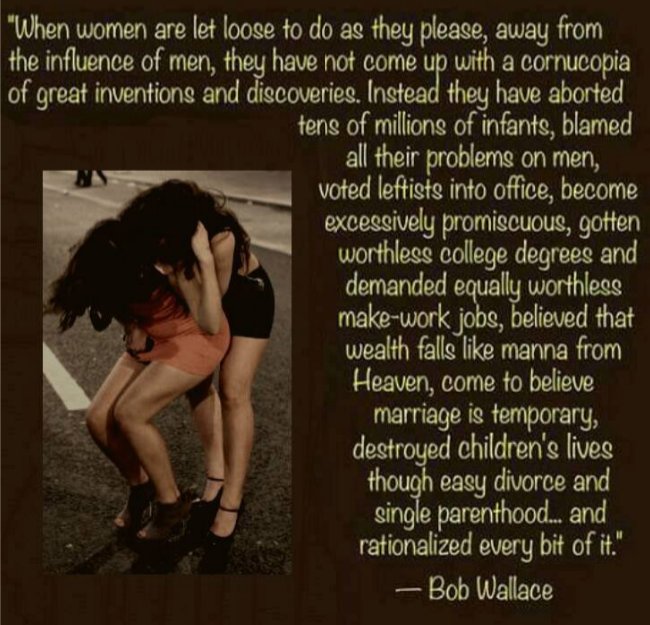 "When women are let loose to do as they please, away from
the influence of men, they have not come up with a cornucopia
of great inventions and discoveries. Instead they have aborted
tens of millions of infants, blamed
all their problems on men,
voted leftists into office, become
excessively promiscuous, gotten
worthless college degrees and
demanded equally worthless
make-work jobs, believed that
wealth falls like manna from
Heaven, come to believe
marriage is temporary,
destroyed children's lives
though easy divorce and
single parenthood... and
rationalized every bit of it."
— Bob Wallace